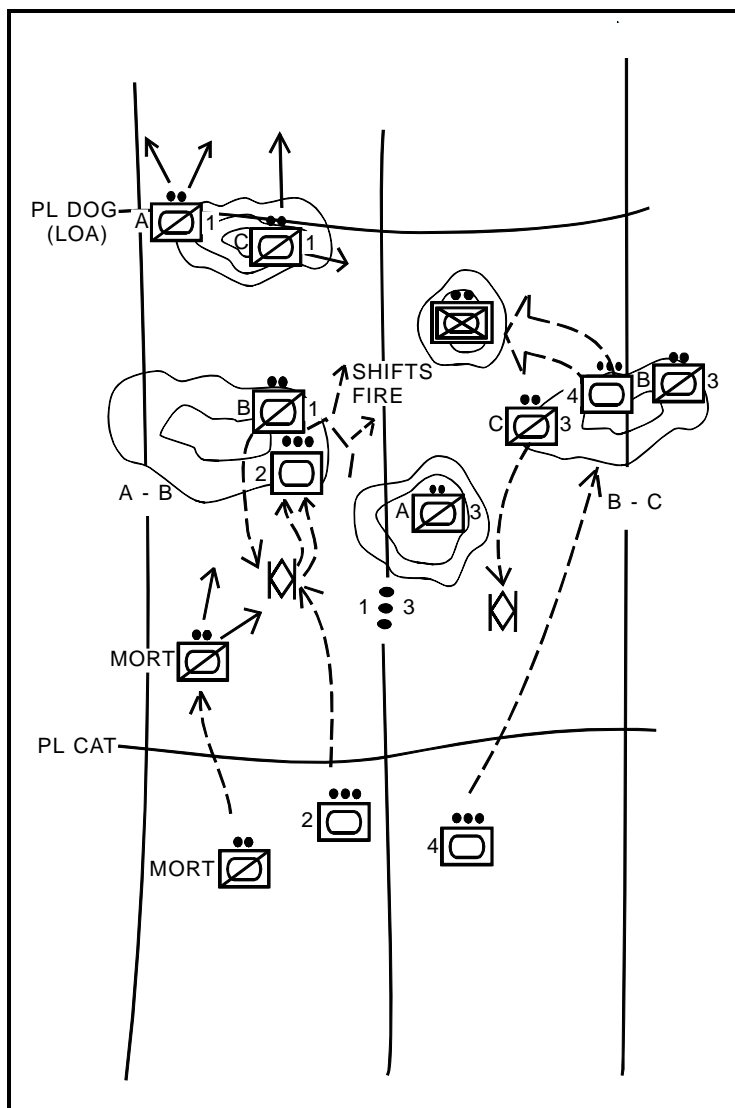 PL DOG
(LOA)
A 1
C 1
SHIFTS
FIRE
B 1
4
B 3
C 3
2
A - B
A 3
B - C
1 3
MORT
PL CAT
2
4
MORT